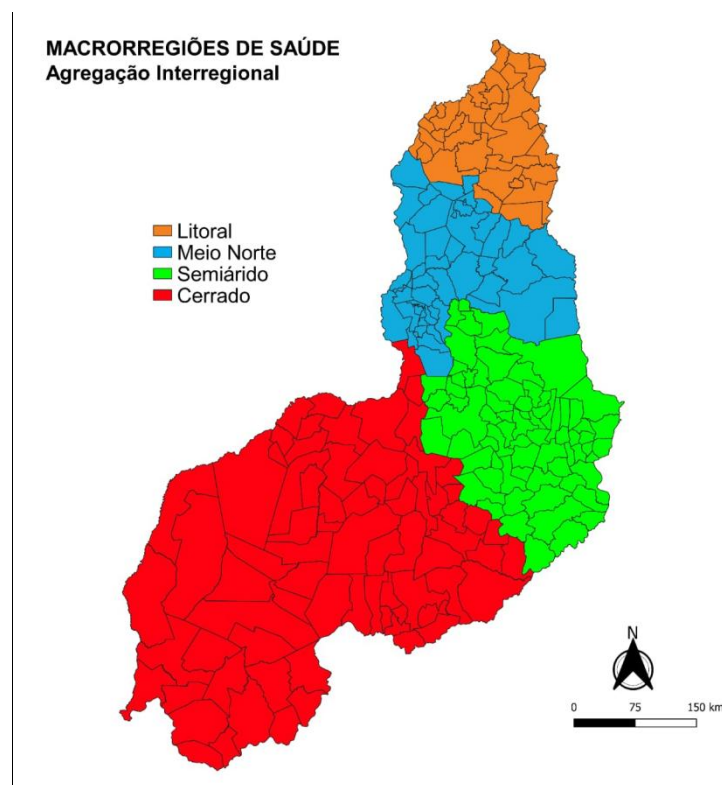 MACRORREGIÕES DE SAÚDE
Agregação Interregional
Litoral
Meio Norte
Semiárido
Cerrado
N
0 75 150 km